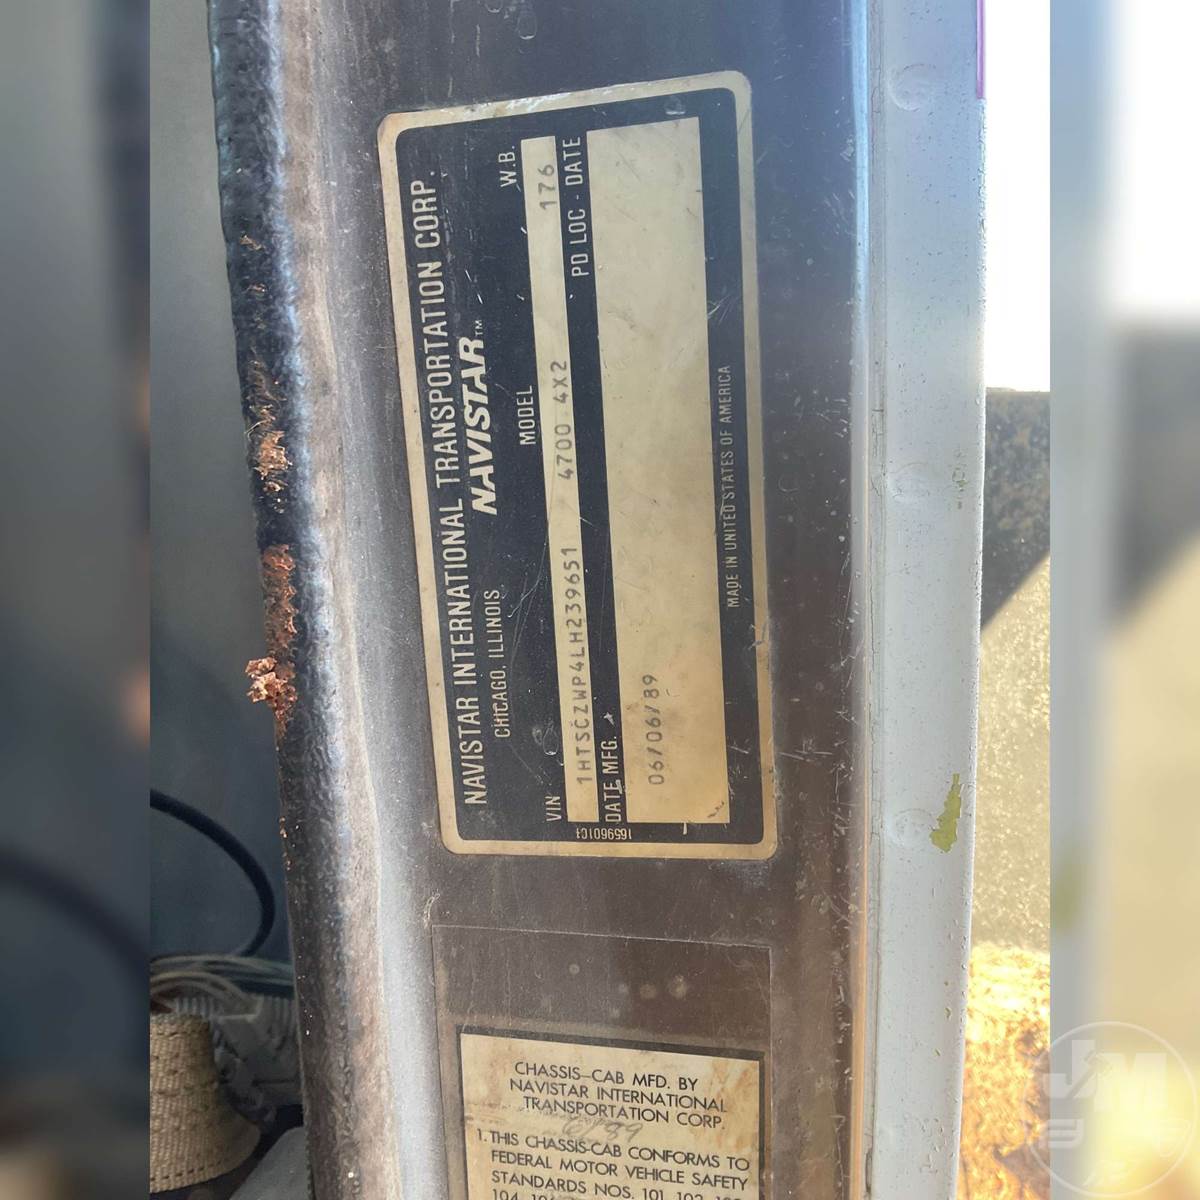 NAVISTAR INTERNATIONAL TRANSPORTATION CORP.
CHICAGO, ILLINOIS NAVISTAR™
VIN MODEL W.B.
1HTSCZWP4LH239651 4700 4X2 176
DATE MFG. PD LOC - DATE
06/06/89
MADE IN UNITED STATES OF AMERICA
1659601C1
CHASSIS-CAB MFD. BY
NAVISTAR INTERNATIONAL
TRANSPORTATION CORP.
1. THIS CHASSIS-CAB CONFORMS TO
FEDERAL MOTOR VEHICLE SAFETY
STANDARDS NOS. 101, 102,
104,
JM